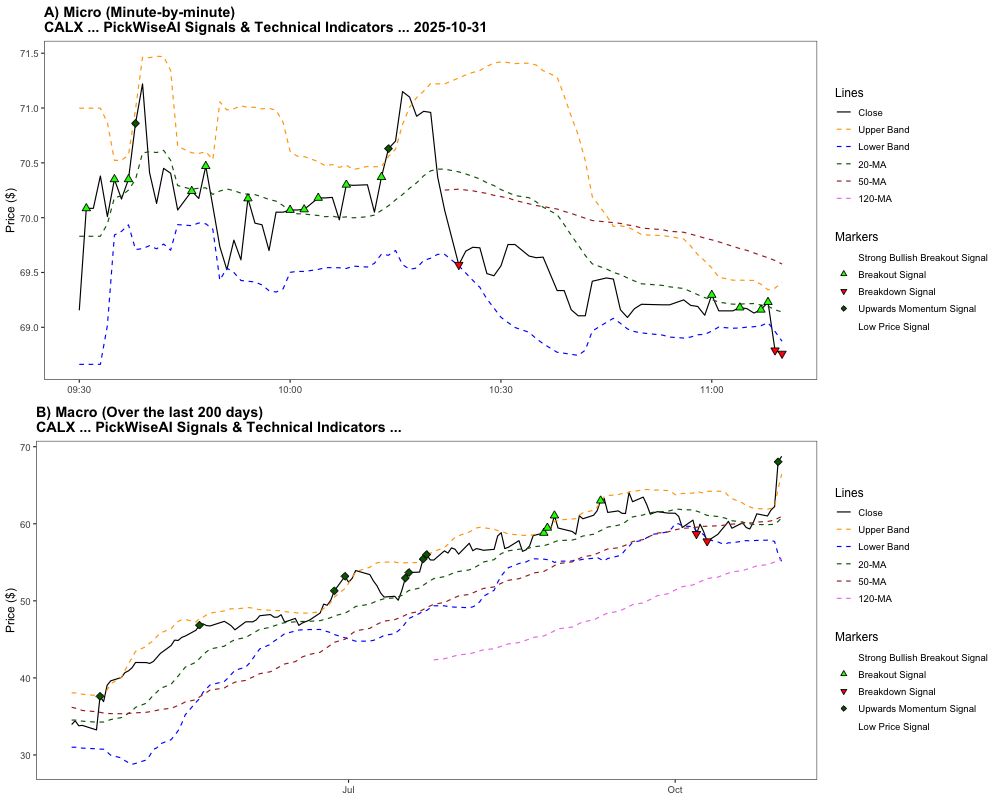 A) Micro (Minute-by-minute)
CALX ... PickWiseAI Signals & Technical Indicators ... 2025-10-31
Price ($)
71.5
71.0
70.5
70.0
69.5
69.0
09:30
10:00
10:30
11:00
Lines
Close
Upper Band
Lower Band
20-MA
50-MA
120-MA
Markers
Strong Bullish Breakout Signal
Breakout Signal
Breakdown Signal
Upwards Momentum Signal
Low Price Signal
B) Macro (Over the last 200 days)
CALX ... PickWiseAI Signals & Technical Indicators ...
Price ($)
70
60
50
40
30
Jul
Oct
Lines
Close
Upper Band
Lower Band
20-MA
50-MA
120-MA
Markers
Strong Bullish Breakout Signal
Breakout Signal
Breakdown Signal
Upwards Momentum Signal
Low Price Signal